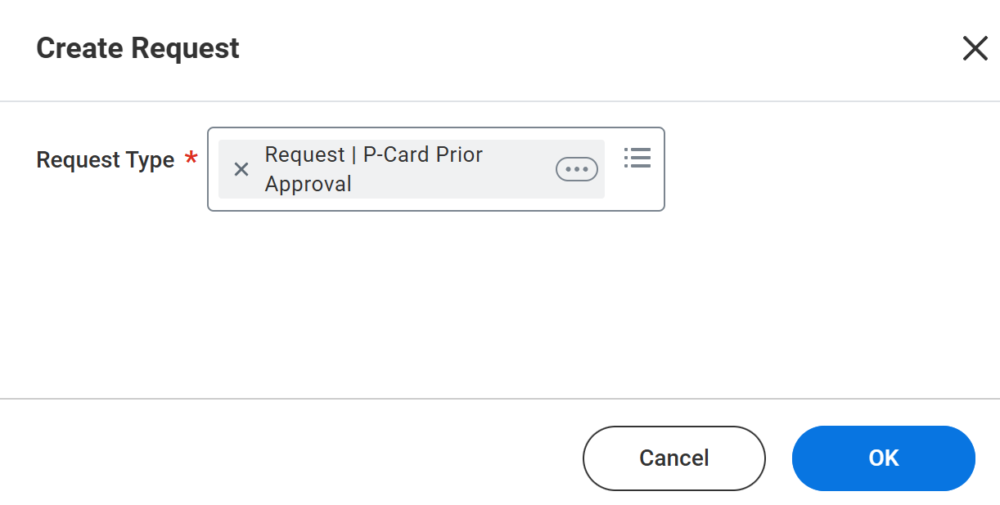 Create Request
Request Type *
Request | P-Card Prior
Approval
Cancel
OK